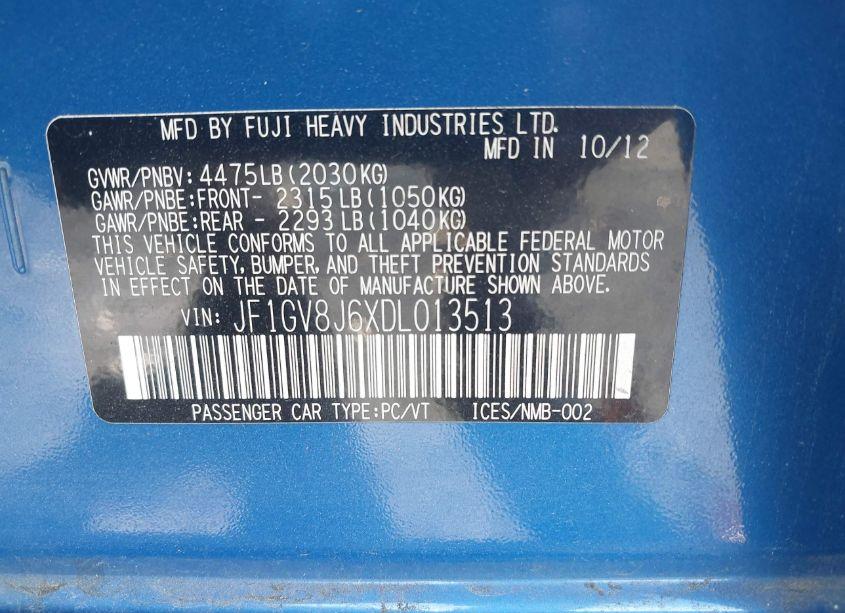 MFD BY FUJI HEAVY INDUSTRIES LTD.
MFD IN 10/12
GVWR/PNBV: 4475LB(2030KG)
GAWR/PNBE:FRONT- 2315LB(1050KG)
GAWR/PNBE:REAR - 2293LB(1040KG)
THIS VEHICLE CONFORMS TO ALL APPLICABLE FEDERAL MOTOR
VEHICLE SAFETY, BUMPER, AND THEFT PREVENTION STANDARDS
IN EFFECT ON THE DATE OF MANUFACTURE SHOWN ABOVE.
VIN: JF1GV8J6XDL013513
PASSENGER CAR TYPE:PC/VT ICES/NMB-002